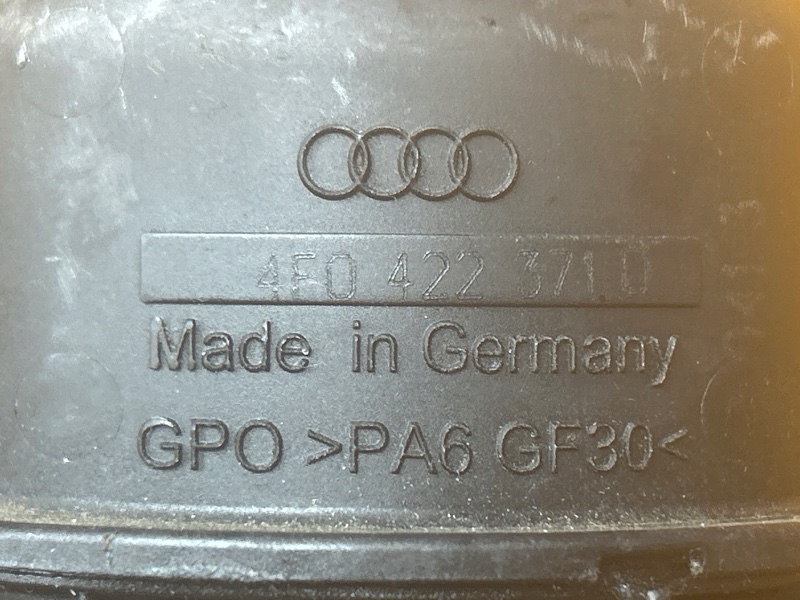 4F0 422 371 D
Made in Germany
GPO >PA6 GF30<